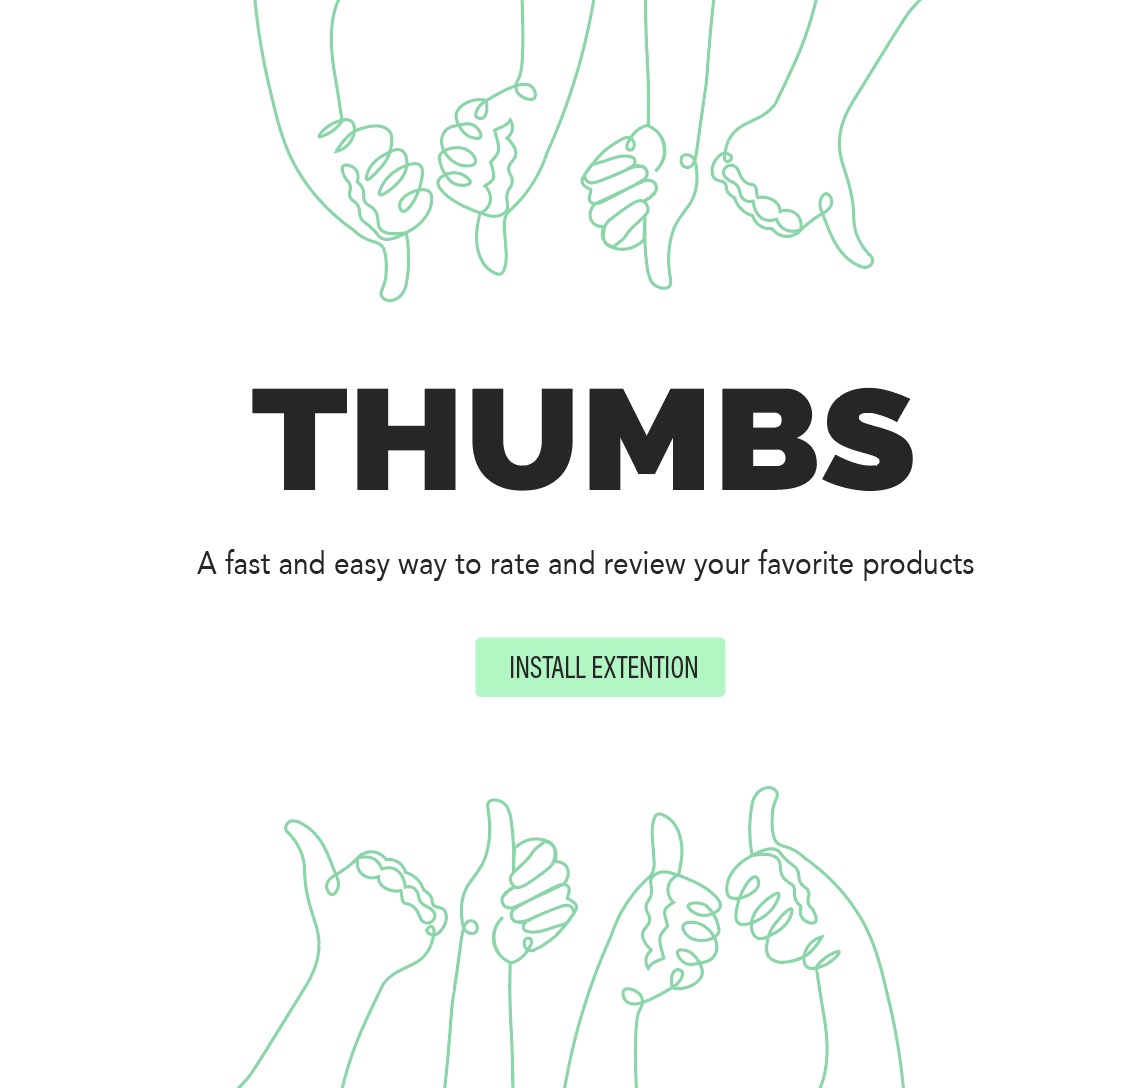 THUMBS
A fast and easy way to rate and review your favorite products
INSTALL EXTENTION